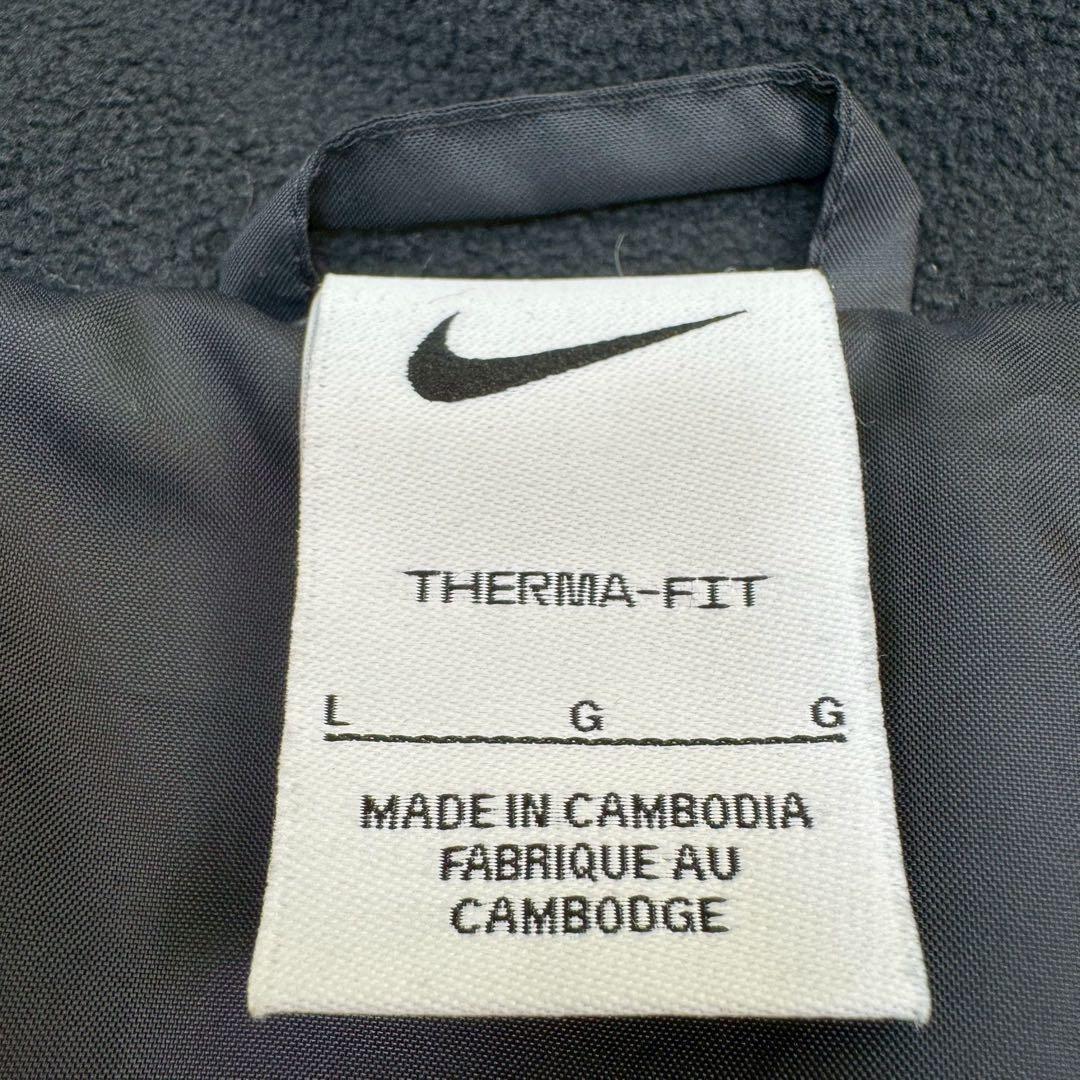 THERMA-FIT
L G G
MADE IN CAMBODIA
FABRIQUE AU
CAMBODGE